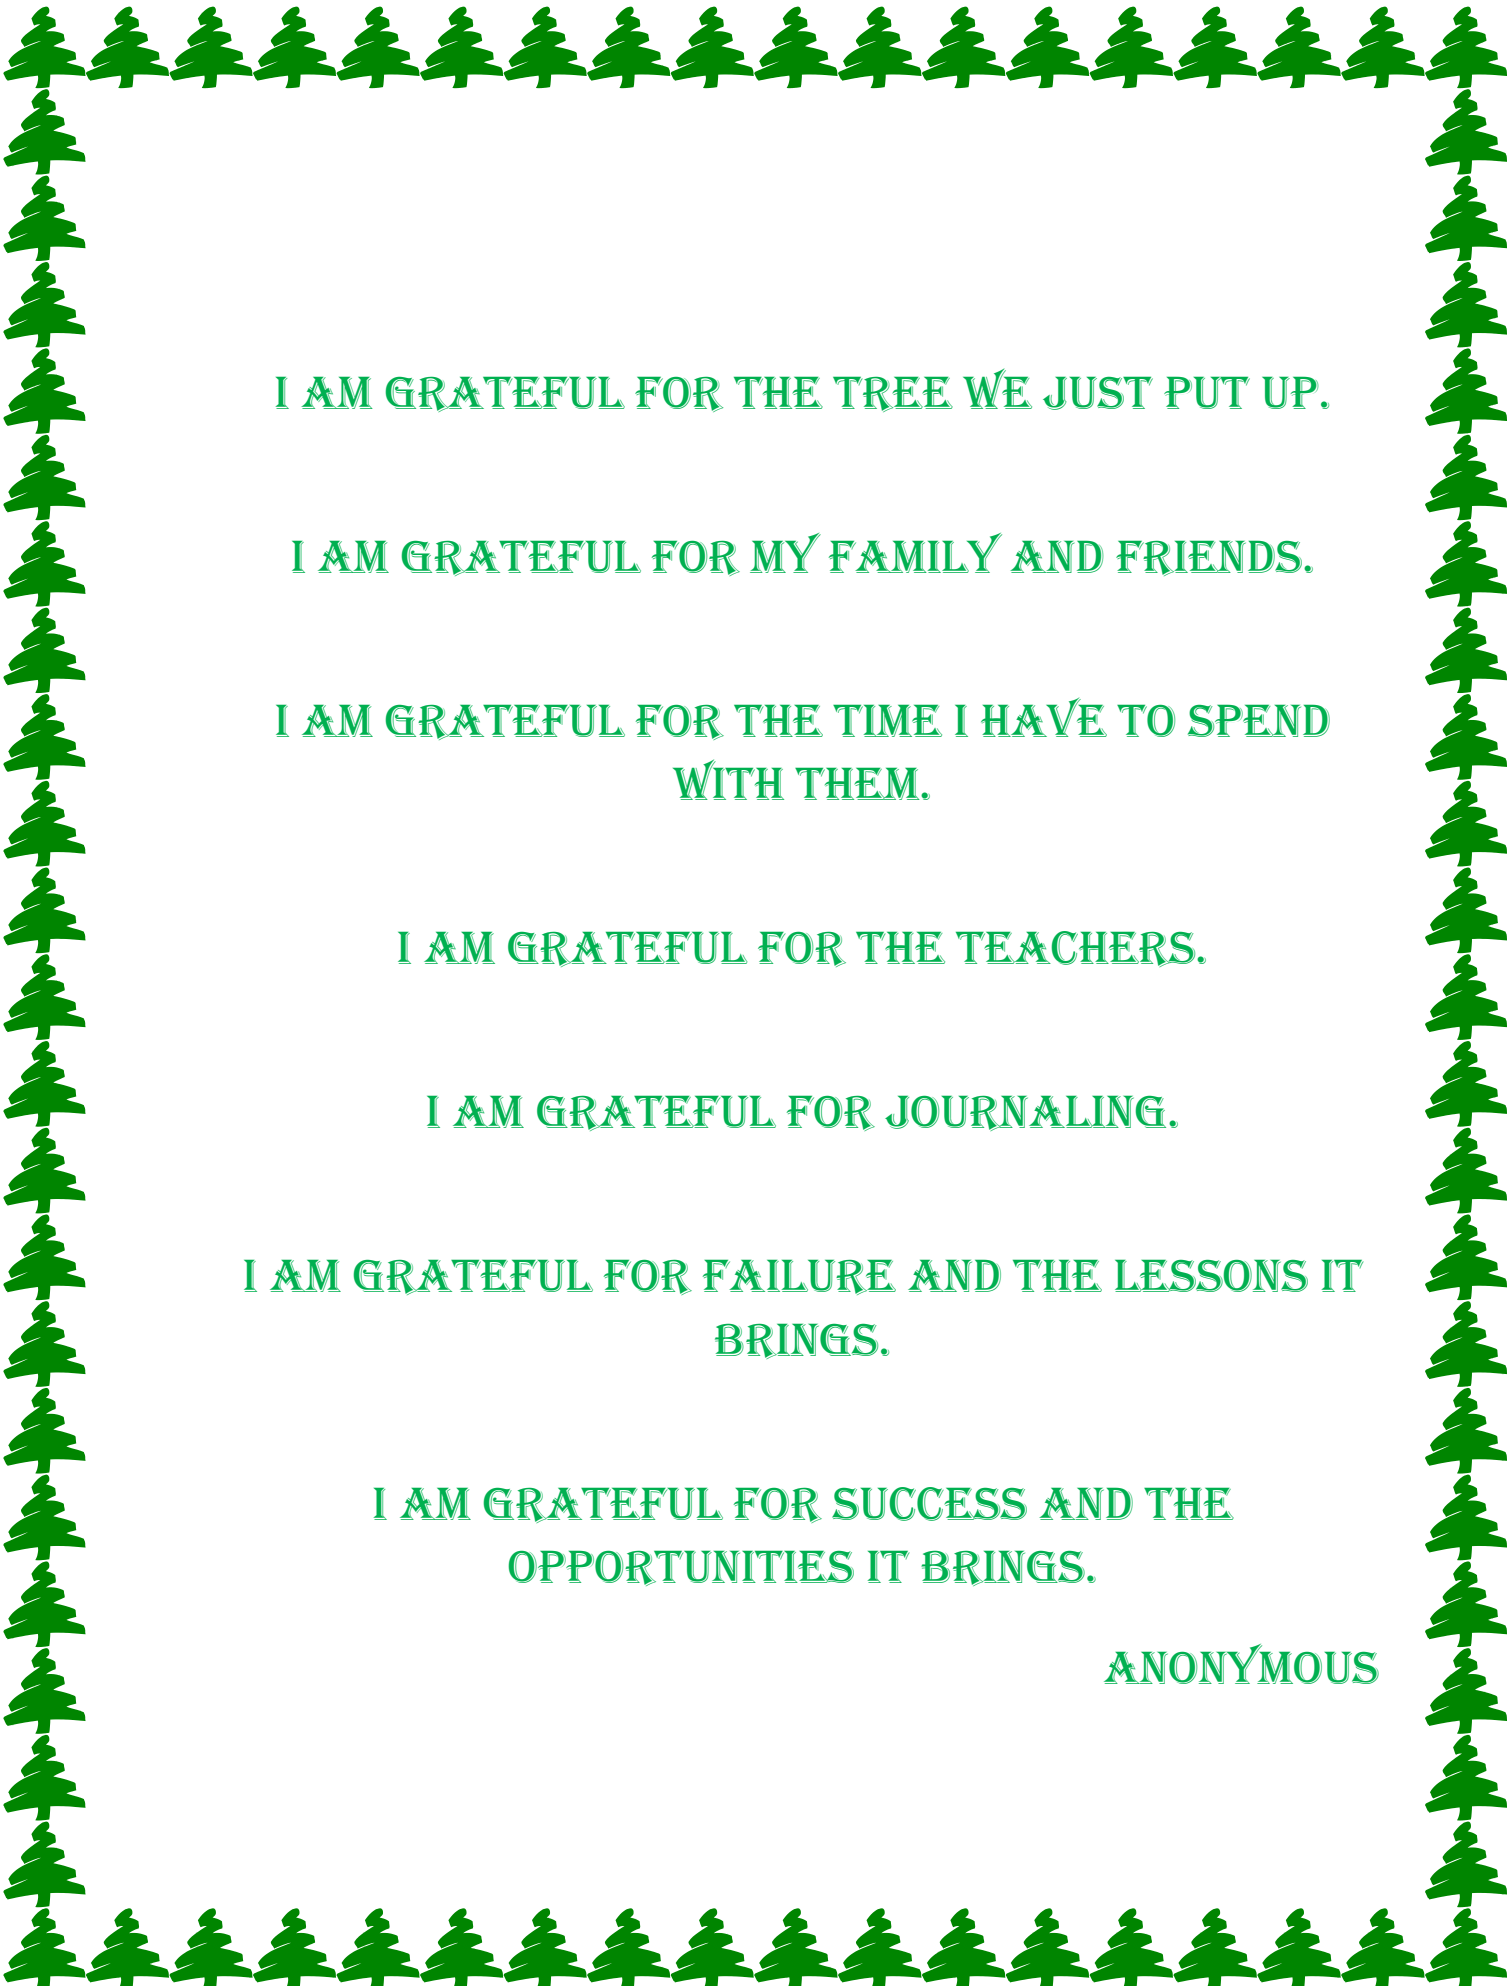 I AM GRATEFUL FOR THE TREE WE JUST PUT UP.
I AM GRATEFUL FOR MY FAMILY AND FRIENDS.
I AM GRATEFUL FOR THE TIME I HAVE TO SPEND
WITH THEM.
I AM GRATEFUL FOR THE TEACHERS.
I AM GRATEFUL FOR JOURNALING.
I AM GRATEFUL FOR FAILURE AND THE LESSONS IT
BRINGS.
I AM GRATEFUL FOR SUCCESS AND THE
OPPORTUNITIES IT BRINGS.
ANONYMOUS